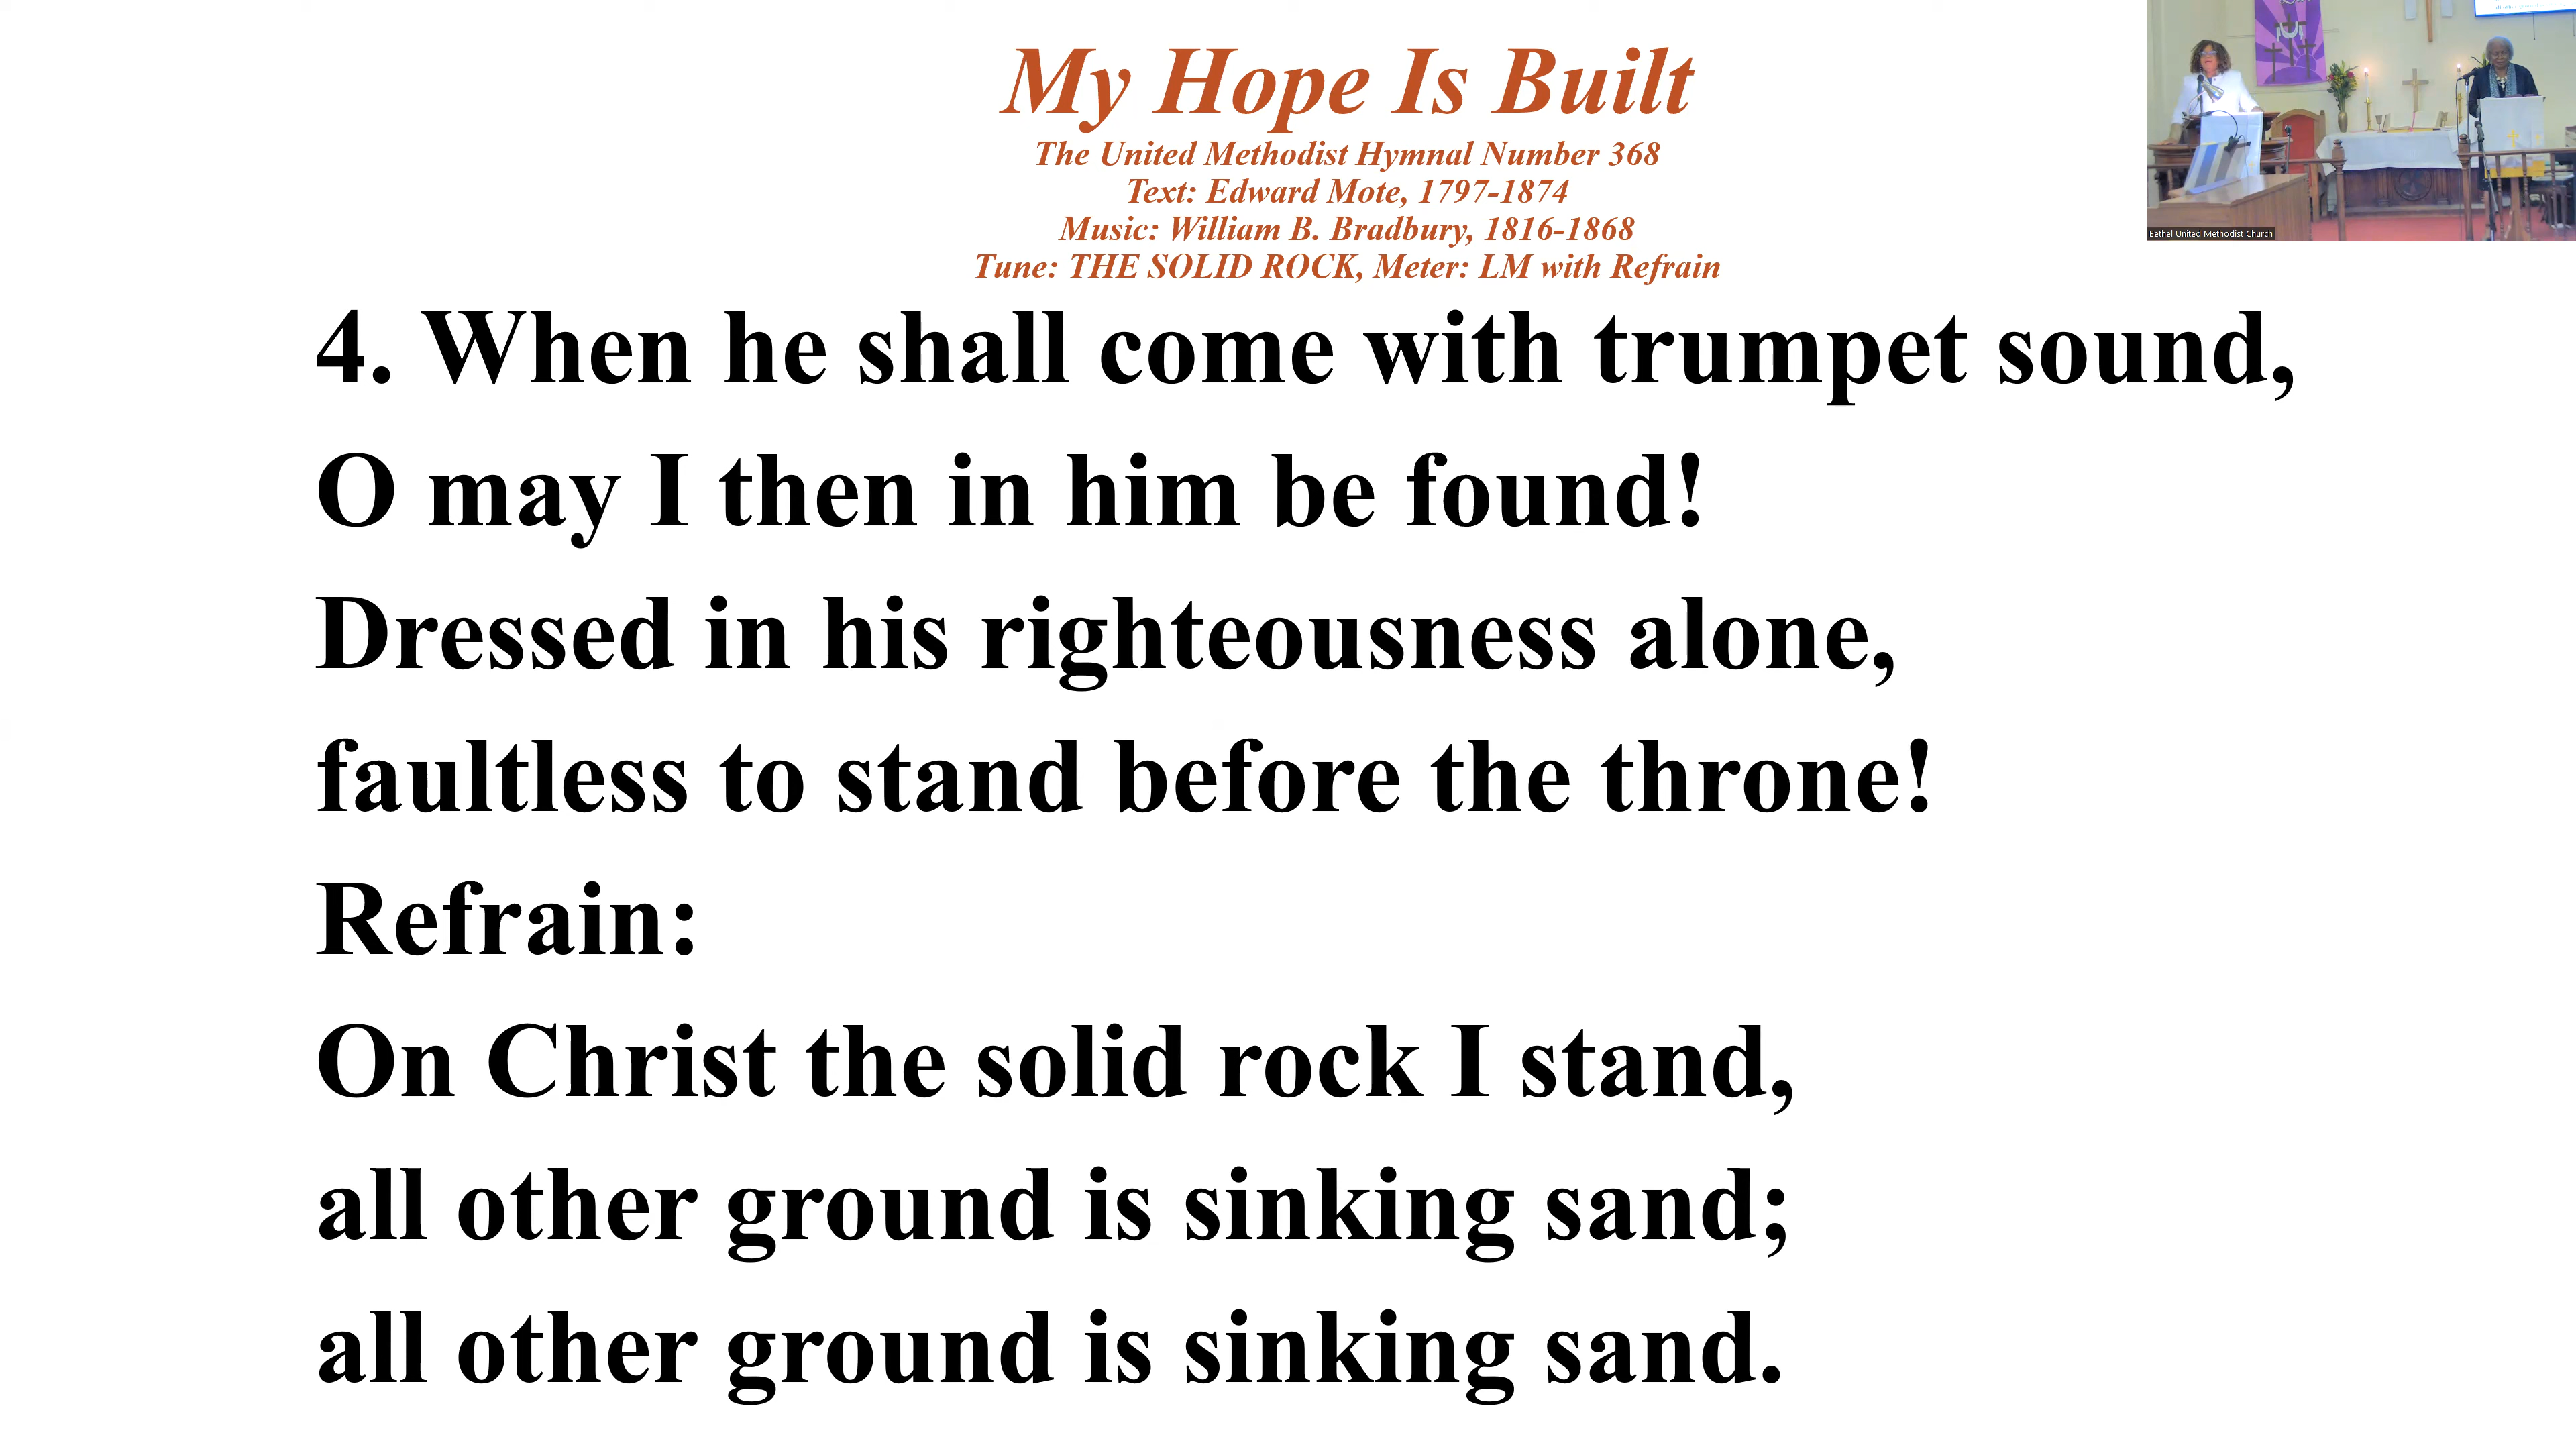 My Hope Is Built
The United Methodist Hymnal Number 368
Text: Edward Mote, 1797-1874
Music: William B. Bradbury, 1816-1868
Tune: THE SOLID ROCK, Meter: LM with Refrain
4. When he shall come with trumpet sound,
O may I then in him be found!
Dressed in his righteousness alone,
faultless to stand before the throne!
Refrain:
On Christ the solid rock I stand,
all other ground is sinking sand;
all other ground is sinking sand.
Bethel United Methodist Church